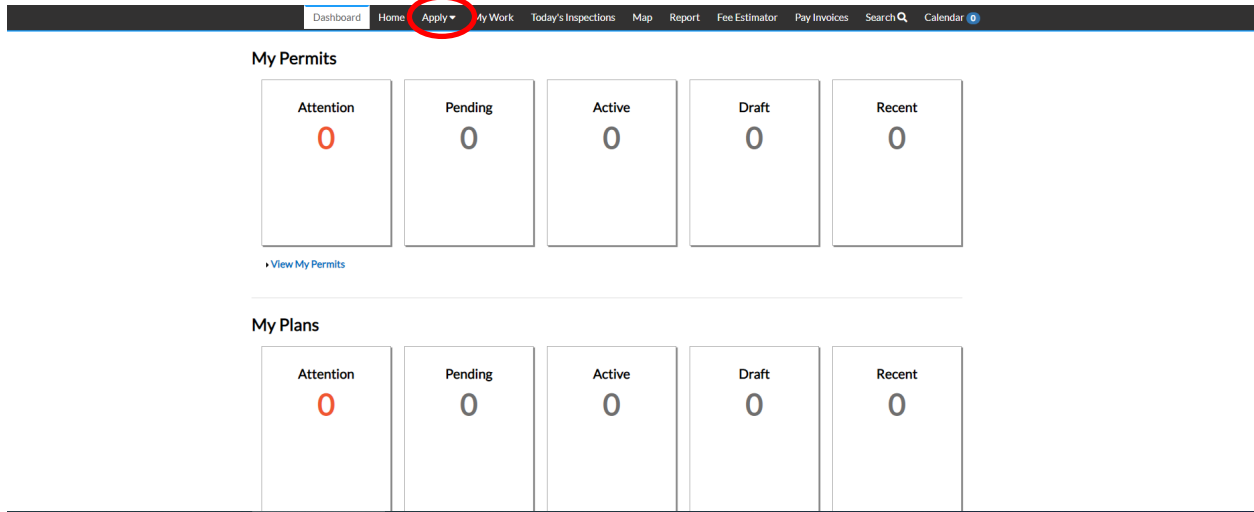 Dashboard Home Apply My Work Today's Inspections Map Report Fee Estimator Pay Invoices Search Calendar 0
My Permits
Attention Pending Active Draft Recent
0 0 0 0 0
View My Permits
My Plans
Attention Pending Active Draft Recent
0 0 0 0 0